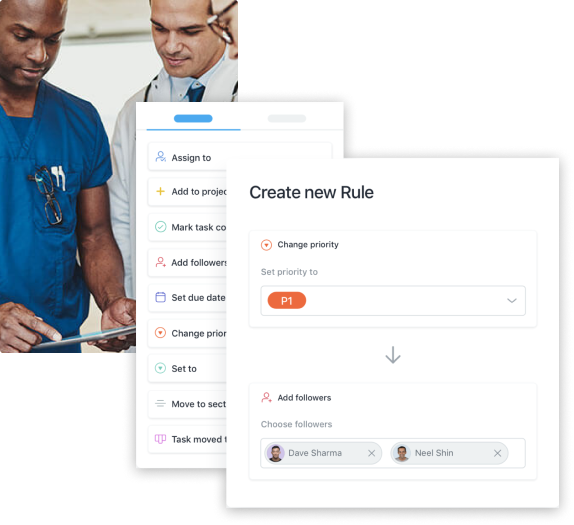 Assign to
Add to projec
Mark task co
Add followers
Set due date
Change prior
Set to
Move to sect
Task moved t
Create new Rule
Change priority
Set priority to
P1
Add followers
Choose followers
Dave Sharma
Neel Shin